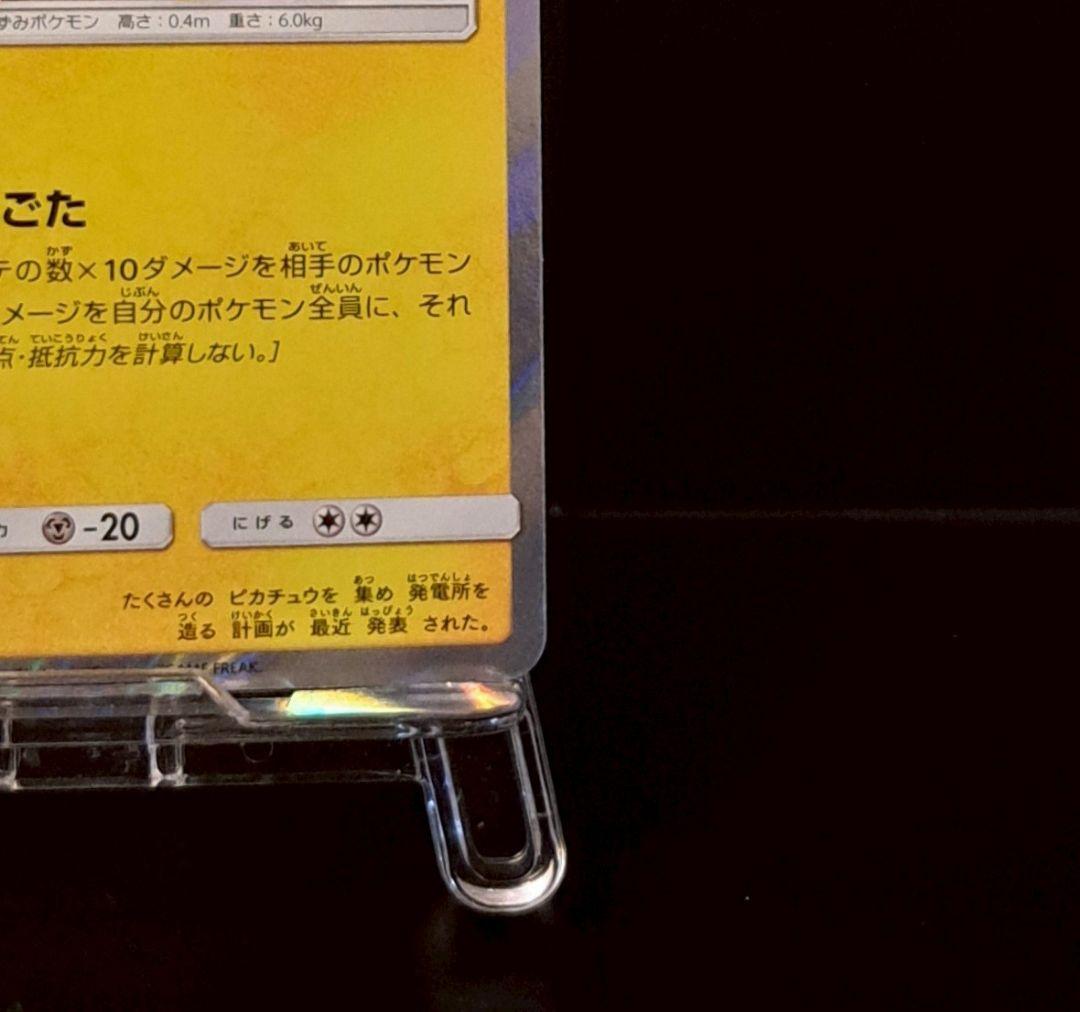 ずみポケモン 高さ：0.4m 重さ：6.0kg
ごた
テの数×10ダメージを相手のポケモン
メージを自分のポケモン全員に、それ
点・抵抗力を計算しない。]
カ -20 にげる
たくさんの ピカチュウを 集め 発電所を
造る 計画が 最近 発表 された。
FREAK.